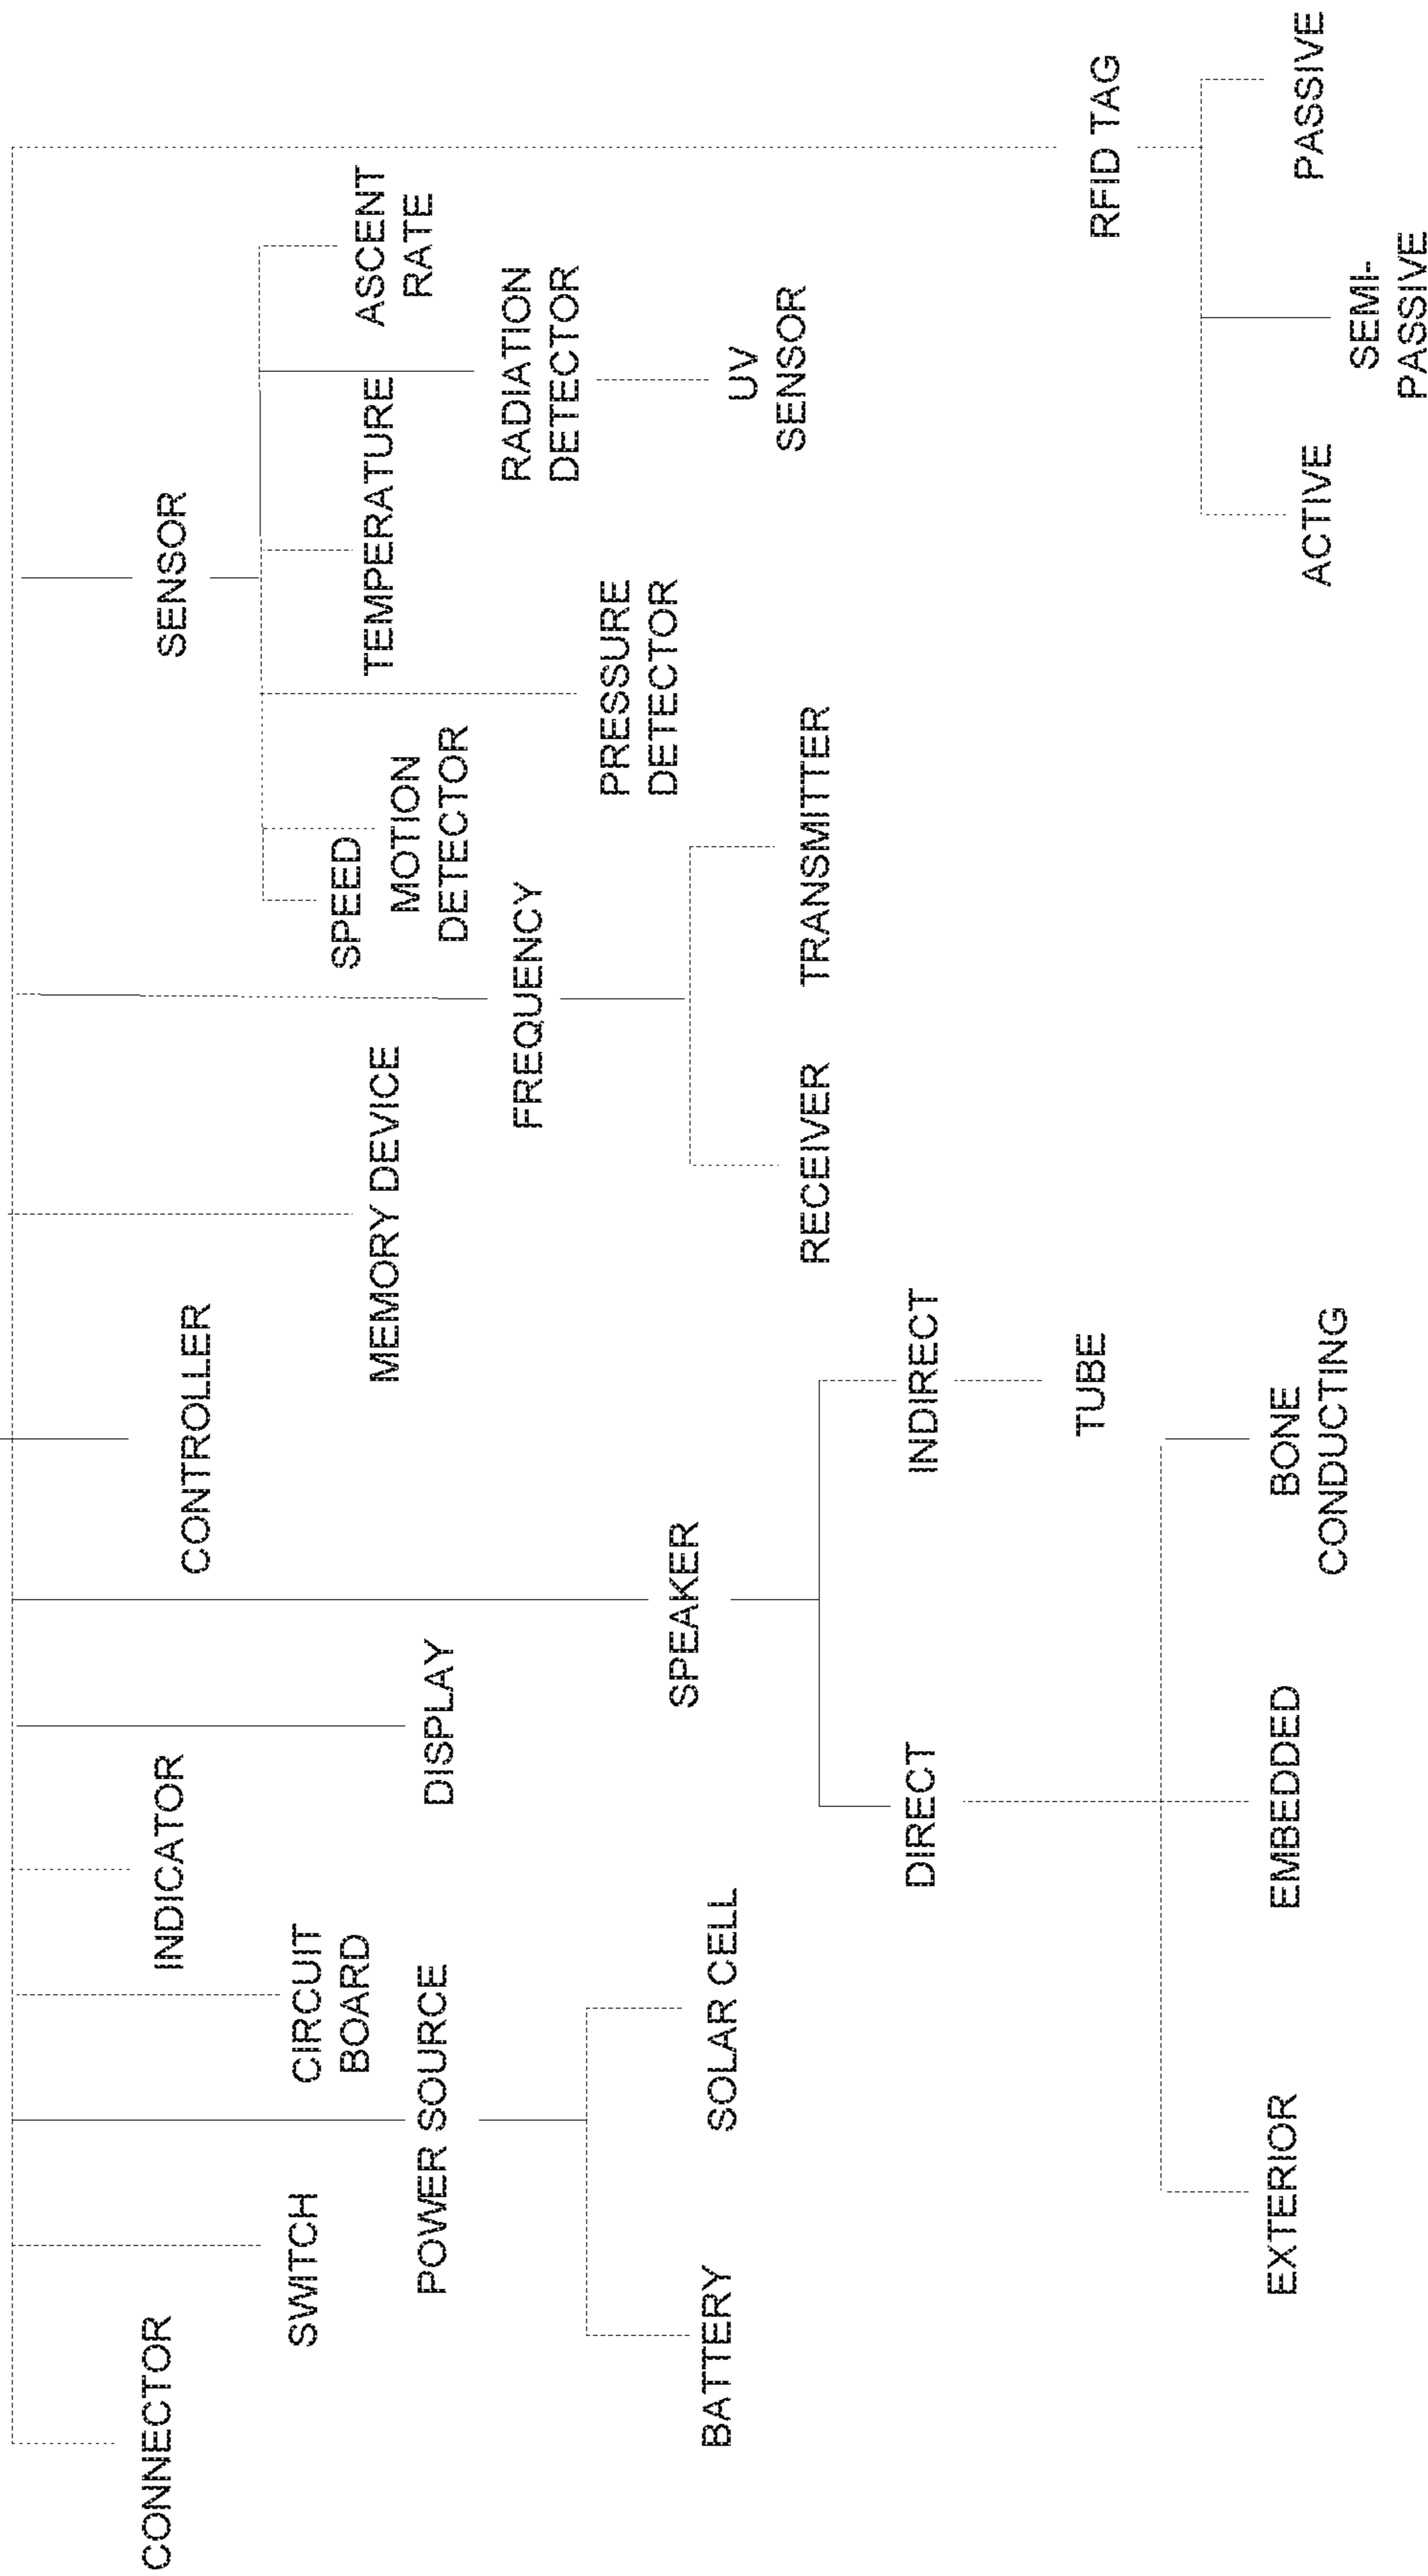 CONNECTOR
SWITCH
POWER SOURCE
BATTERY
SOLAR CELL
CIRCUIT
BOARD
INDICATOR
DISPLAY
SPEAKER
DIRECT
EXTERIOR
EMBEDDED
BONE
CONDUCTING
INDIRECT
TUBE
CONTROLLER
MEMORY DEVICE
FREQUENCY
RECEIVER
TRANSMITTER
SENSOR
SPEED
MOTION
DETECTOR
PRESSURE
DETECTOR
TEMPERATURE
RADIATION
DETECTOR
UV
SENSOR
ASCENT
RATE
RFID TAG
ACTIVE
SEMI-
PASSIVE
PASSIVE